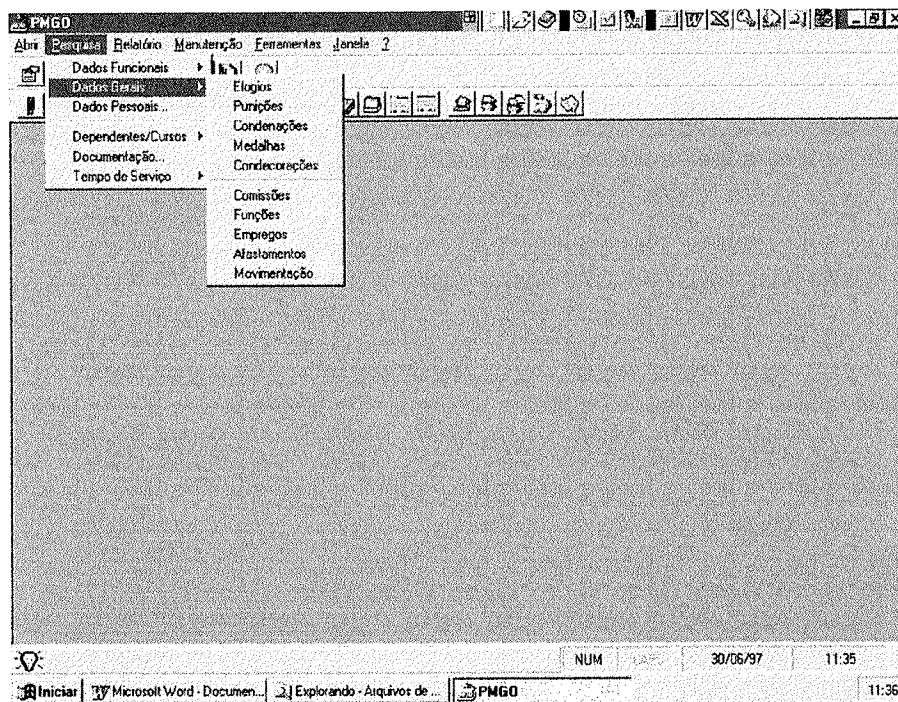 PMGO
Abrir Pesquisa Relatório Manutenção Ferramentas Janela ?
Dados Funcionais
Dados Gerais
Dados Pessoais...
Dependentes/Cursos
Documentação...
Tempo de Serviço
Elogios
Punições
Condenações
Medalhas
Condecorações
Comissões
Funções
Empregos
Afastamentos
Movimentação
NUM CAPS 30/06/97 11:35
Iniciar Microsoft Word - Documen... Explorando - Arquivos de ... PMGO 11:36